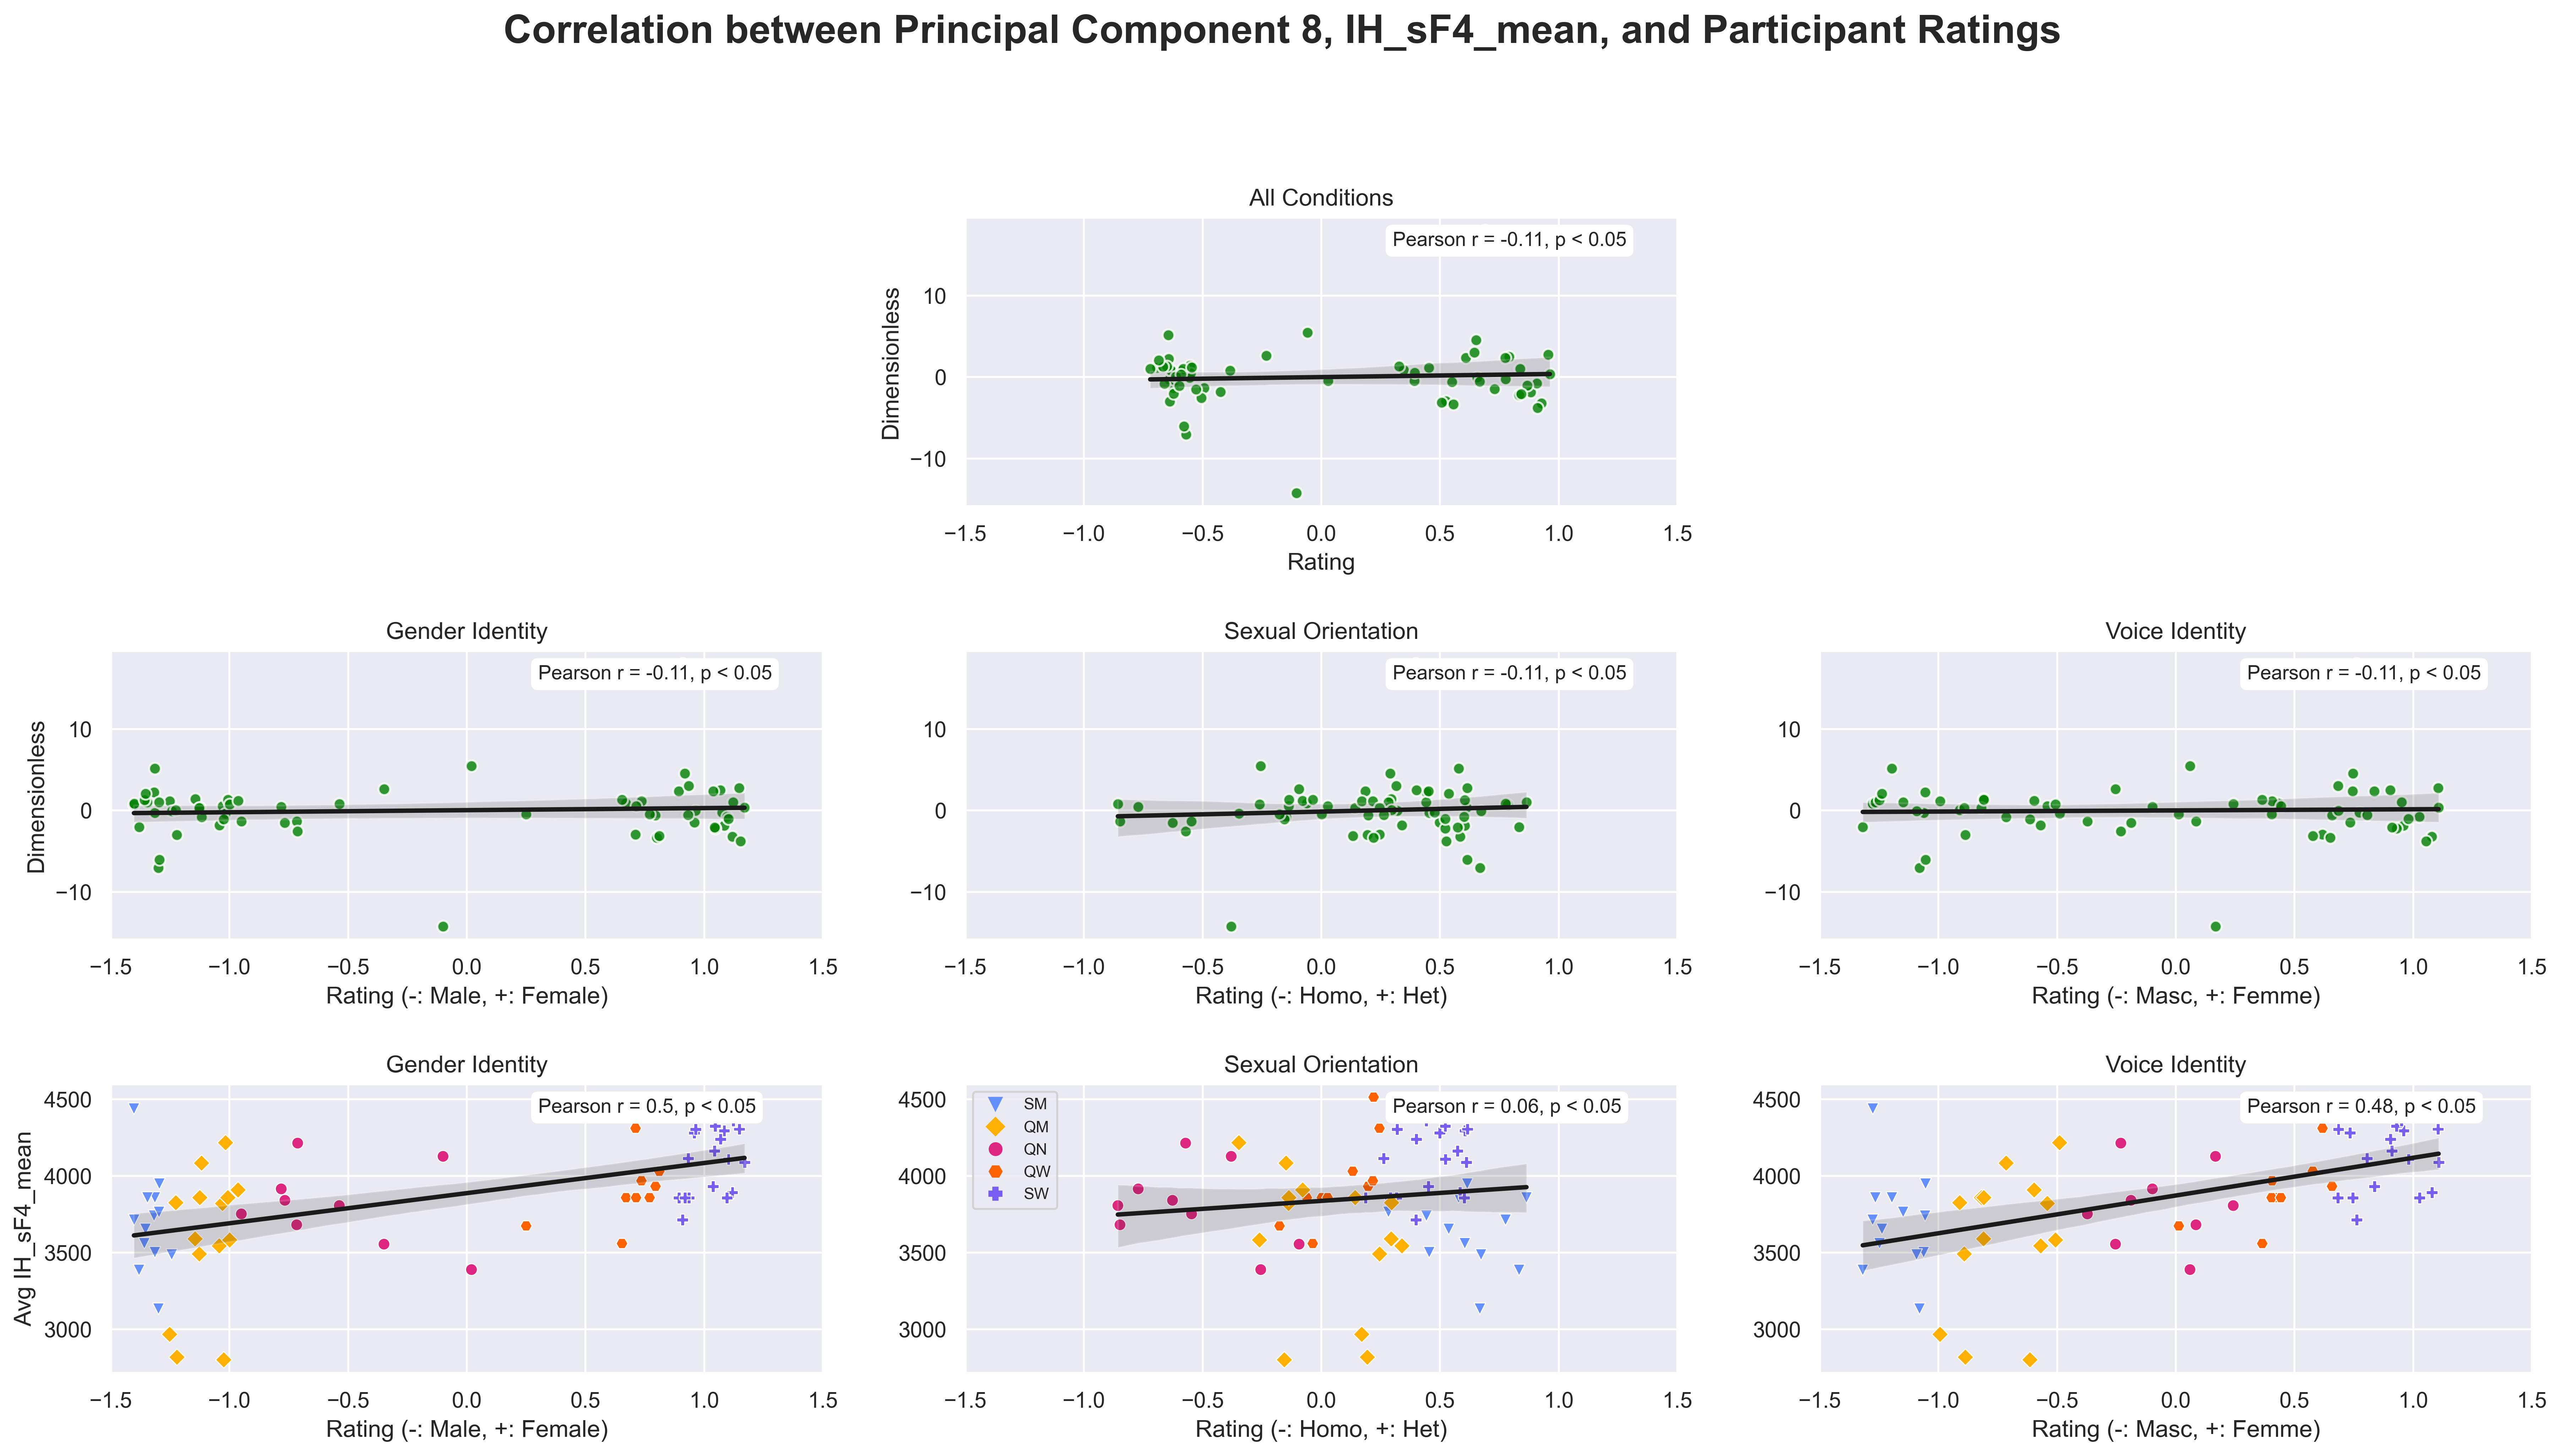 Correlation between Principal Component 8, IH_sF4_mean, and Participant Ratings
All Conditions
Pearson r = -0.11, p < 0.05
Dimensionless
10
0
−10
−1.5 −1.0 −0.5 0.0 0.5 1.0 1.5
Rating
Gender Identity
Pearson r = -0.11, p < 0.05
Dimensionless
10
0
−10
−1.5 −1.0 −0.5 0.0 0.5 1.0 1.5
Rating (-: Male, +: Female)
Sexual Orientation
Pearson r = -0.11, p < 0.05
10
0
−10
−1.5 −1.0 −0.5 0.0 0.5 1.0 1.5
Rating (-: Homo, +: Het)
Voice Identity
Pearson r = -0.11, p < 0.05
10
0
−10
−1.5 −1.0 −0.5 0.0 0.5 1.0 1.5
Rating (-: Masc, +: Femme)
Gender Identity
Pearson r = 0.5, p < 0.05
Avg IH_sF4_mean
4500
4000
3500
3000
−1.5 −1.0 −0.5 0.0 0.5 1.0 1.5
Rating (-: Male, +: Female)
Sexual Orientation
Pearson r = 0.06, p < 0.05
SM
QM
QN
QW
SW
4500
4000
3500
3000
−1.5 −1.0 −0.5 0.0 0.5 1.0 1.5
Rating (-: Homo, +: Het)
Voice Identity
Pearson r = 0.48, p < 0.05
4500
4000
3500
3000
−1.5 −1.0 −0.5 0.0 0.5 1.0 1.5
Rating (-: Masc, +: Femme)